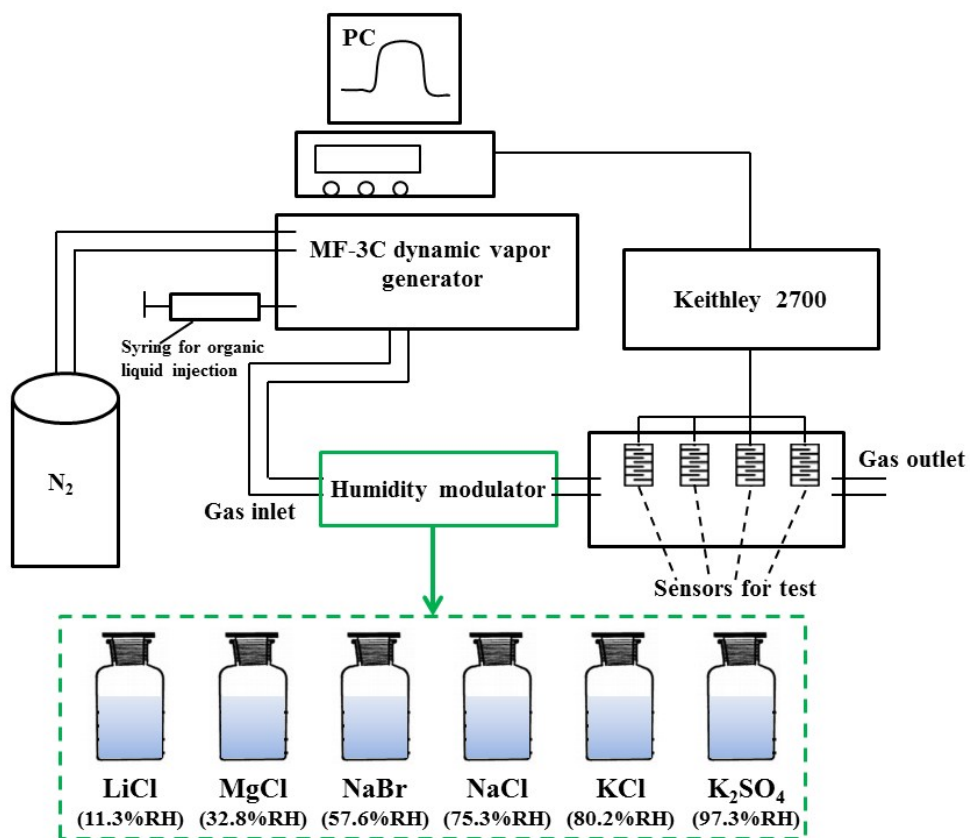 PC
MF-3C dynamic vapor
generator
Keithley 2700
Syring for organic
liquid injection
N₂
Gas inlet
Humidity modulator
Gas outlet
Sensors for test
LiCl
(11.3%RH)
MgCl
(32.8%RH)
NaBr
(57.6%RH)
NaCl
(75.3%RH)
KCl
(80.2%RH)
K₂SO₄
(97.3%RH)